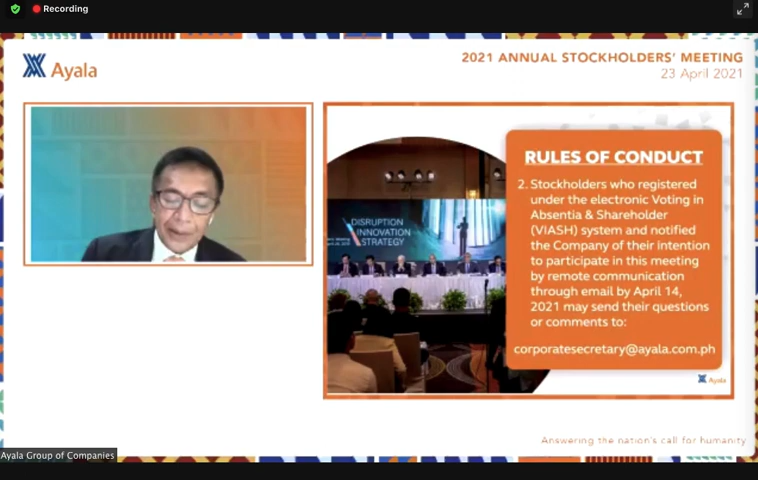 Recording
Ayala
2021 ANNUAL STOCKHOLDERS' MEETING
23 April 2021
DISRUPTION
INNOVATION
STRATEGY
RULES OF CONDUCT
2. Stockholders who registered
under the electronic Voting in
Absentia & Shareholder
(VIASH) system and notified
the Company of their intention
to participate in this meeting
by remote communication
through email by April 14,
2021 may send their questions
or comments to:
corporatesecretary@ayala.com.ph
Ayala
Answering the nation's call for humanity
Ayala Group of Companies